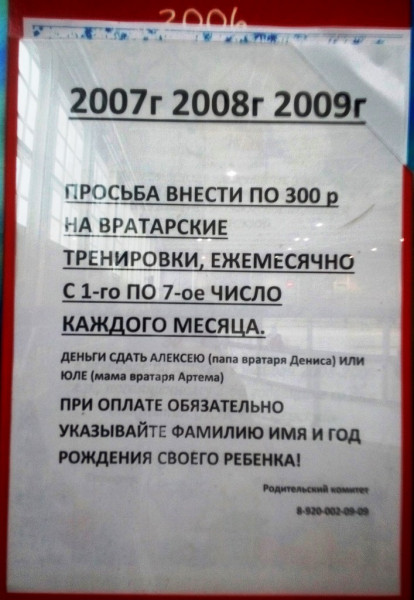 2006
2007г 2008г 2009г
ПРОСЬБА ВНЕСТИ ПО 300 р
НА ВРАТАРСКИЕ
ТРЕНИРОВКИ, ЕЖЕМЕСЯЧНО
С 1-го ПО 7-ое ЧИСЛО
КАЖДОГО МЕСЯЦА.
ДЕНЬГИ СДАТЬ АЛЕКСЕЮ (папа вратаря Дениса) ИЛИ
ЮЛЕ (мама вратаря Артема)
ПРИ ОПЛАТЕ ОБЯЗАТЕЛЬНО
УКАЗЫВАЙТЕ ФАМИЛИЮ ИМЯ И ГОД
РОЖДЕНИЯ СВОЕГО РЕБЕНКА!
Родительский комитет
8-920-002-09-09